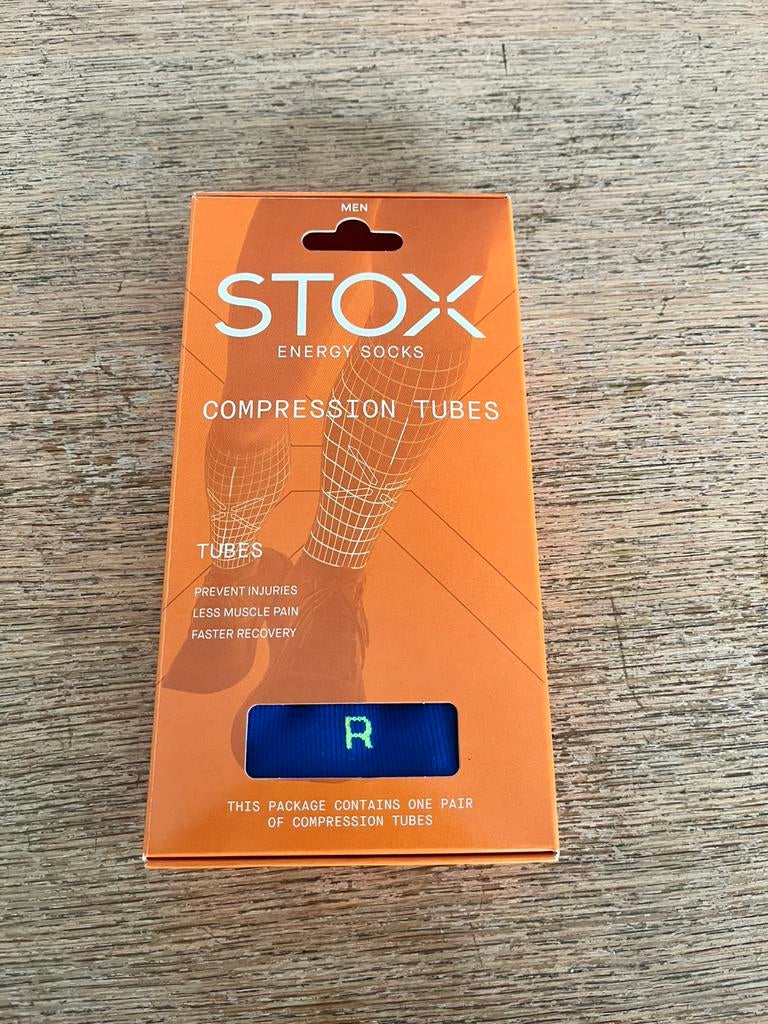 MEN
STOX
ENERGY SOCKS
COMPRESSION TUBES
TUBES
PREVENT INJURIES
LESS MUSCLE PAIN
FASTER RECOVERY
R
THIS PACKAGE CONTAINS ONE PAIR
OF COMPRESSION TUBES